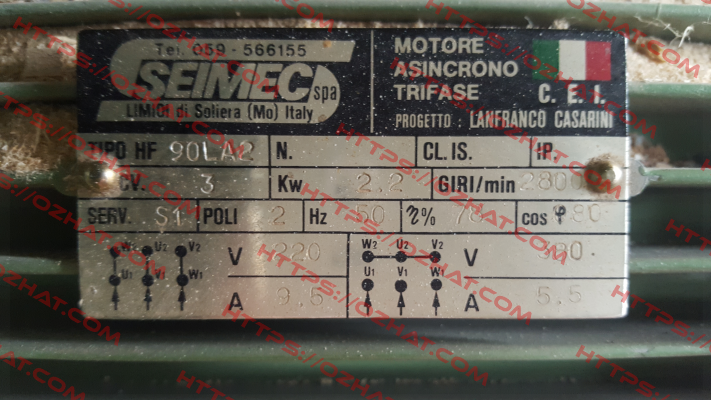 Tel. 059-566155
SEIMEC spa
LIMIDI di Soliera (Mo) Italy
MOTORE
ASINCRONO
TRIFASE C.E.I.
PROGETTO LANFRANCO CASARINI
TIPO HF 90LA2 N. CL.IS. IP.
CV. 3 Kw 2.2 GIRI/min 2800
SERV. S1 POLI 2 Hz 50 η% 78 cos φ
W2 U2 V2 V 220 W2 U2 V2 V 380
U1 V1 W1 A 9.5 U1 V1 W1 A 5.5
HTTPS://OZHAT.COM